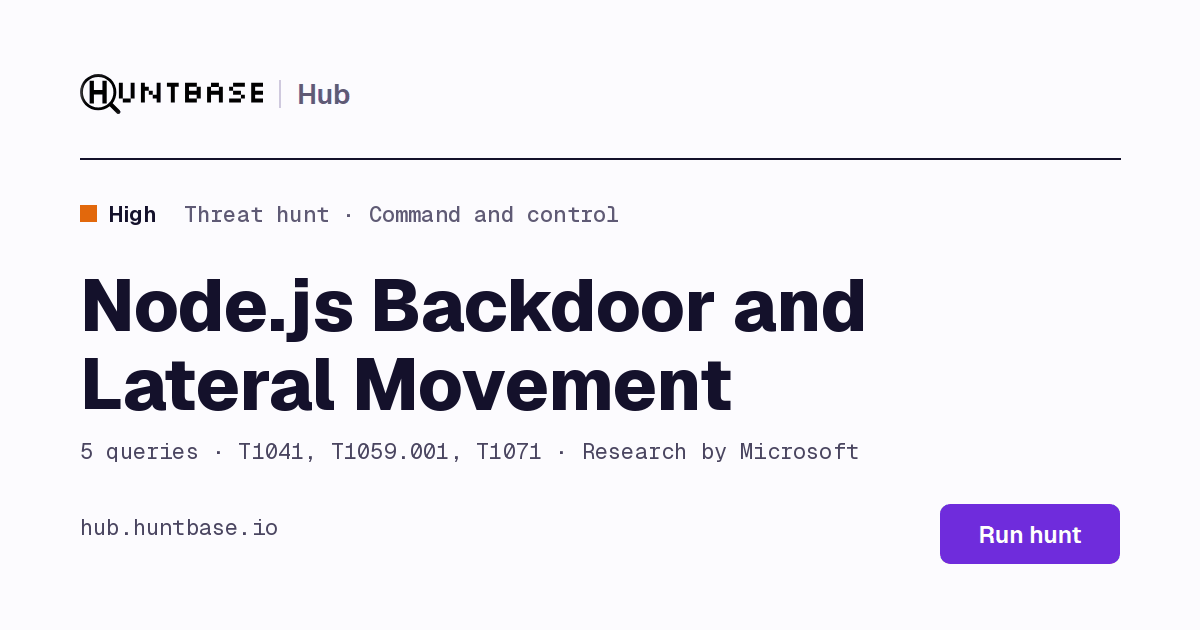 HUNTBASE Hub
High Threat hunt · Command and control
Node.js Backdoor and
Lateral Movement
5 queries · T1041, T1059.001, T1071 · Research by Microsoft
hub.huntbase.io
Run hunt